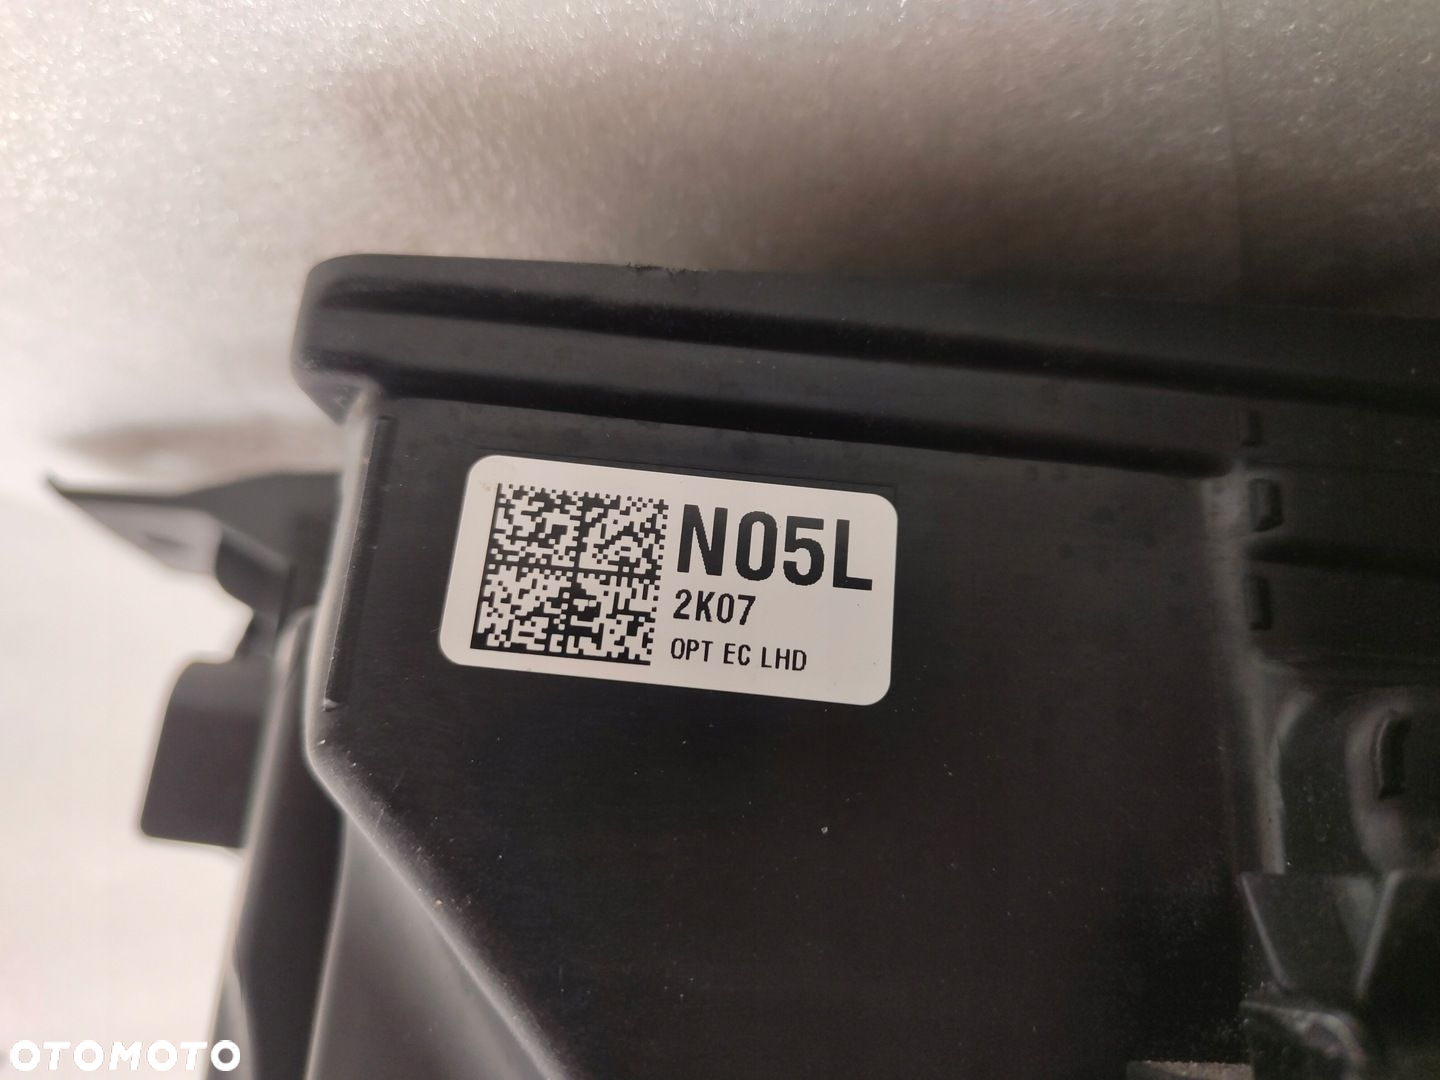 N05L
2K07
OPT EC LHD
OTOMOTO